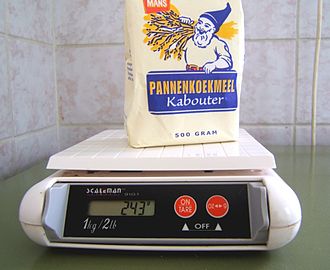 MANS
PANNENKOEKMEEL
Kabouter
500 GRAM
scaleman
243
ON
TARE
1kg/2lb
OFF